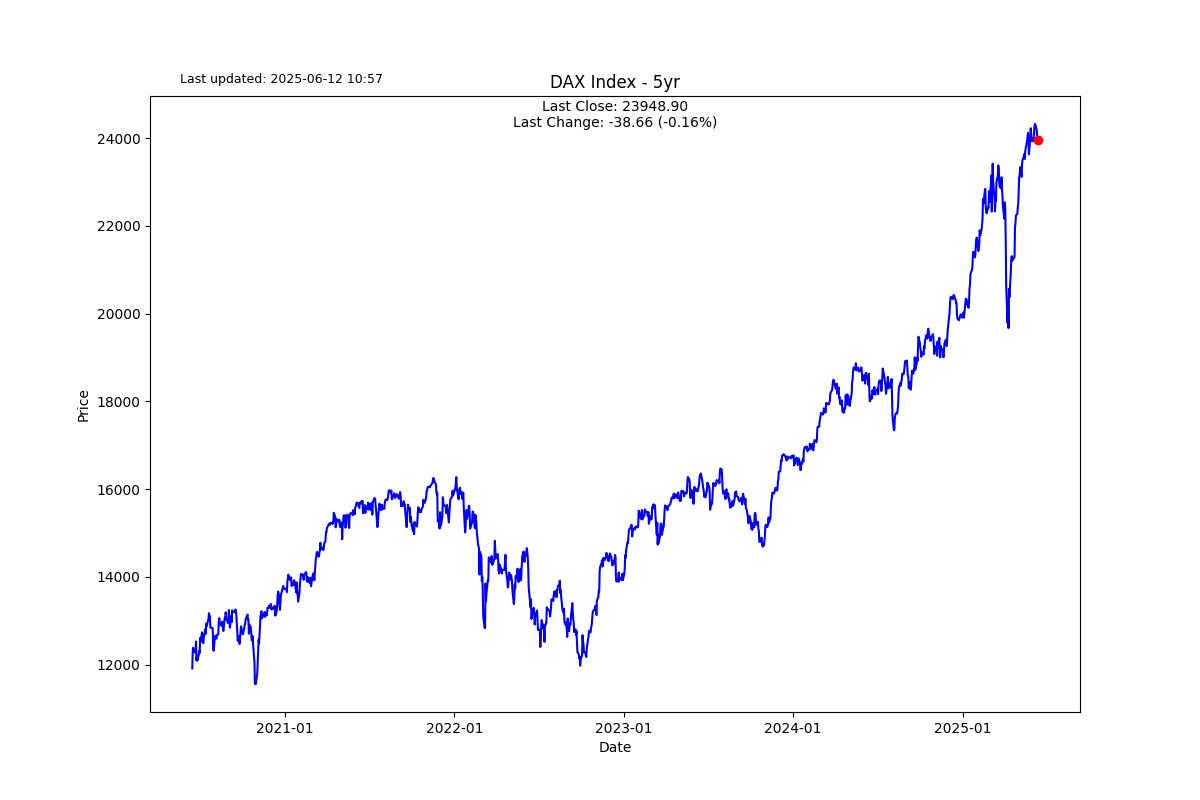 Last updated: 2025-06-12 10:57
DAX Index - 5yr
Last Close: 23948.90
Last Change: -38.66 (-0.16%)
24000
22000
20000
18000
16000
14000
12000
Price
2021-01
2022-01
2023-01
2024-01
2025-01
Date